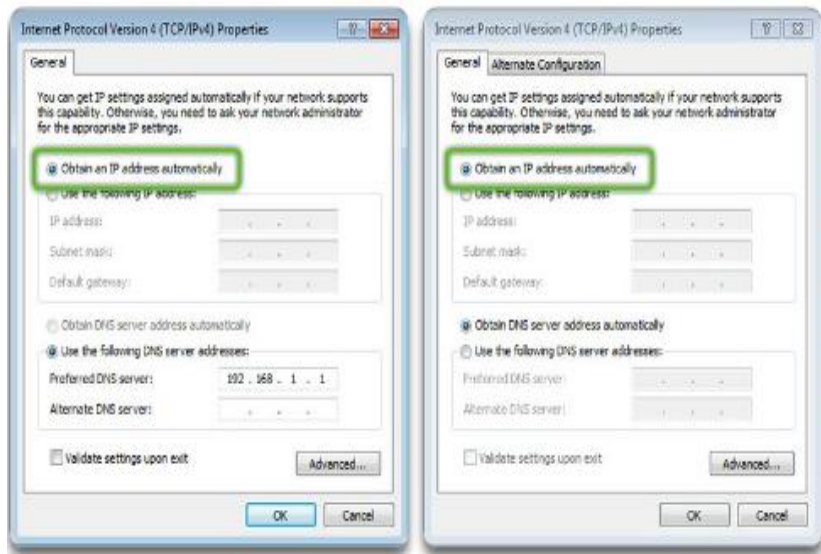 Internet Protocol Version 4 (TCP/IPv4) Properties
General
You can get IP settings assigned automatically if your network supports
this capability. Otherwise, you need to ask your network administrator
for the appropriate IP settings.
Obtain an IP address automatically
Use the following IP address:
IP address:
Subnet mask:
Default gateway:
Obtain DNS server address automatically
Use the following DNS server addresses:
Preferred DNS server:
192 . 168 . 1 . 1
Alternate DNS server:
Validate settings upon exit
Advanced...
OK
Cancel
Internet Protocol Version 4 (TCP/IPv4) Properties
General
Alternate Configuration
You can get IP settings assigned automatically if your network supports
this capability. Otherwise, you need to ask your network administrator
for the appropriate IP settings.
Obtain an IP address automatically
Use the following IP address:
IP address:
Subnet mask:
Default gateway:
Obtain DNS server address automatically
Use the following DNS server addresses:
Preferred DNS server:
Alternate DNS server:
Validate settings upon exit
Advanced...
OK
Cancel